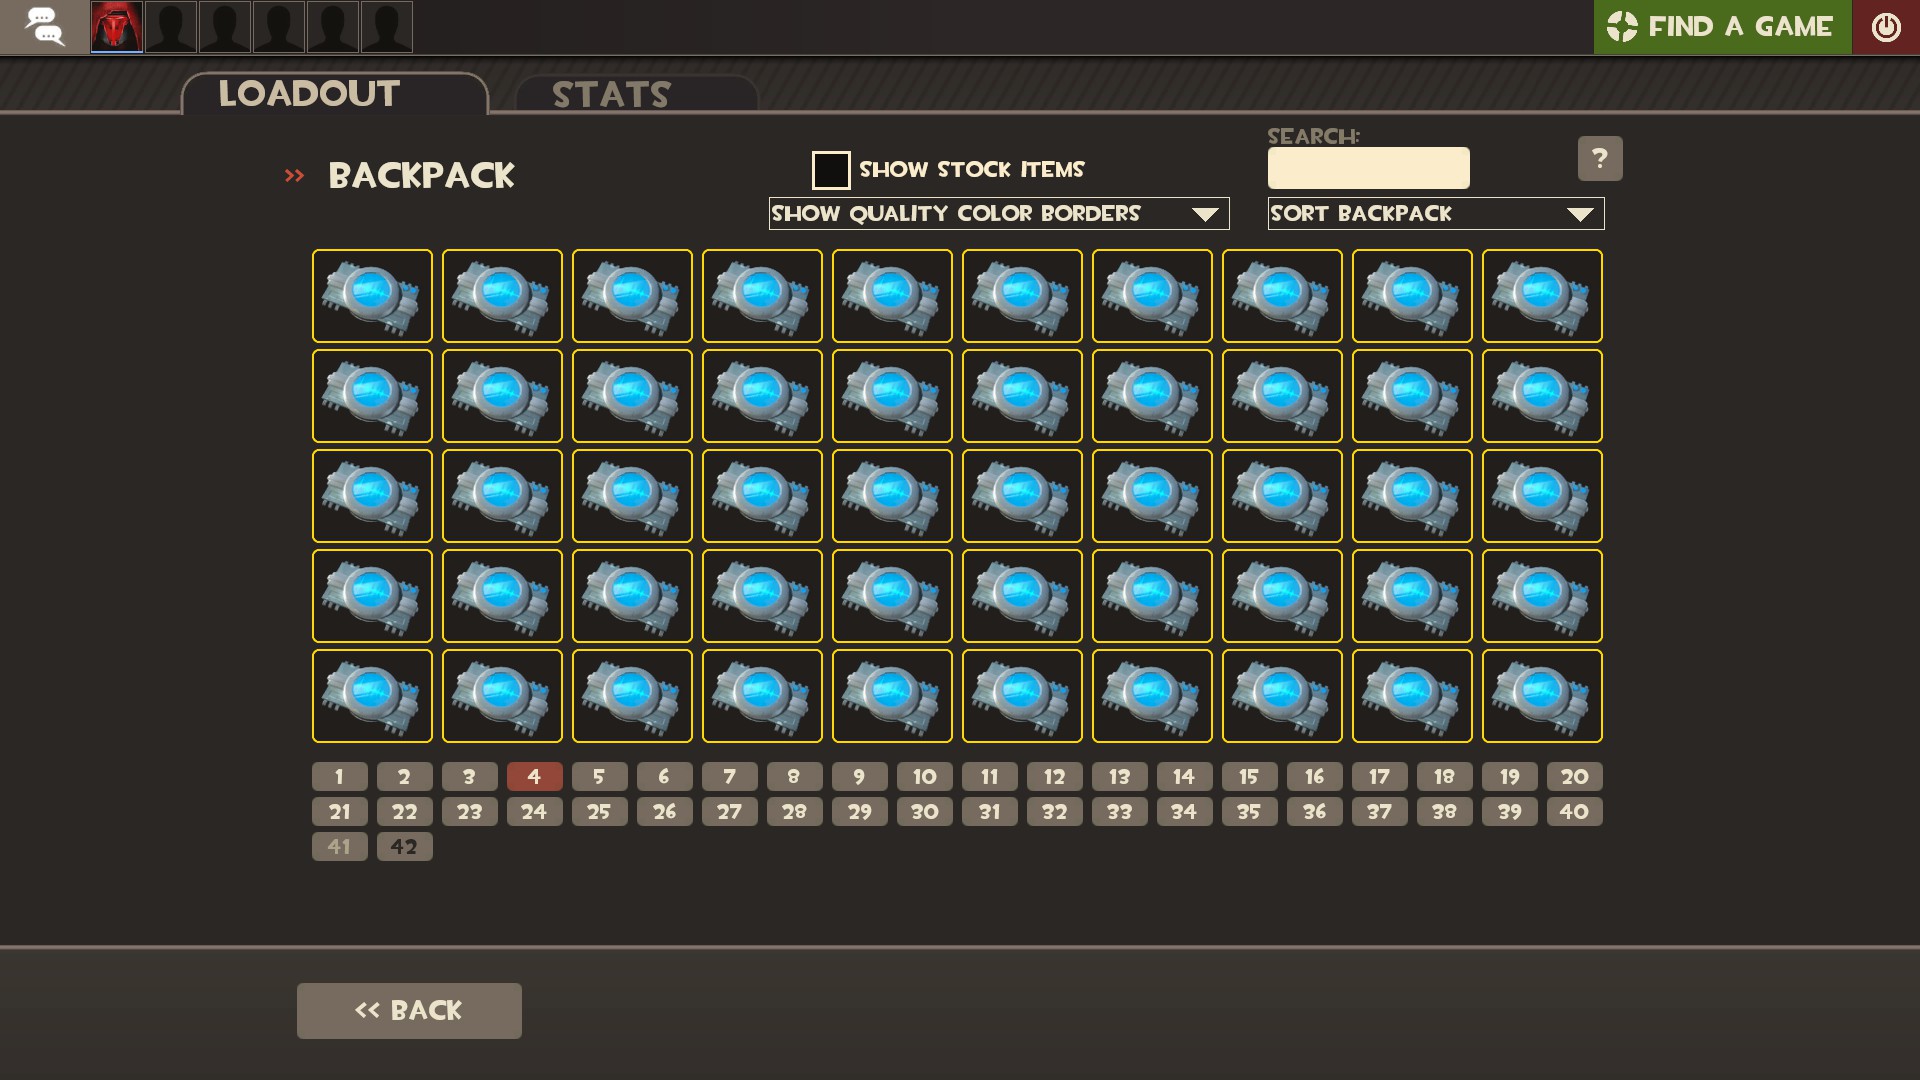 FIND A GAME
LOADOUT
STATS
SEARCH:
>> BACKPACK
SHOW STOCK ITEMS
?
SHOW QUALITY COLOR BORDERS
SORT BACKPACK
1 2 3 4 5 6 7 8 9 10 11 12 13 14 15 16 17 18 19 20
21 22 23 24 25 26 27 28 29 30 31 32 33 34 35 36 37 38 39 40
41 42
<< BACK